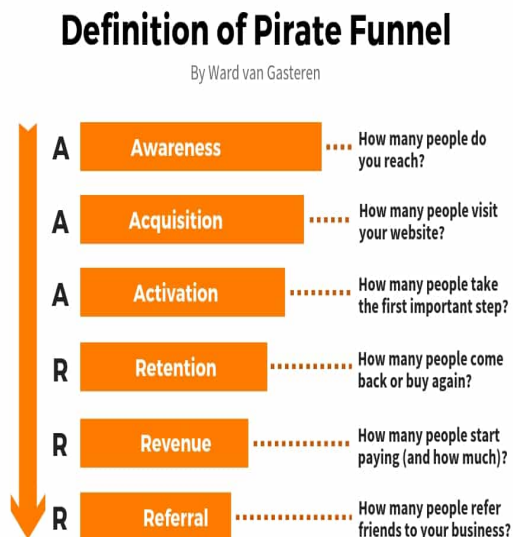 Definition of Pirate Funnel
By Ward van Gasteren
A Awareness How many people do
you reach?
A Acquisition How many people visit
your website?
A Activation How many people take
the first important step?
R Retention How many people come
back or buy again?
R Revenue How many people start
paying (and how much)?
R Referral How many people refer
friends to your business?